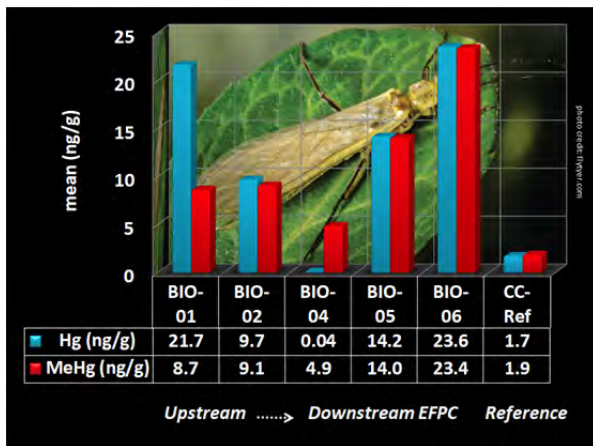 25
20
15
10
5
0
mean (ng/g)
photo credit: flytyer.com
BIO-01 BIO-02 BIO-04 BIO-05 BIO-06 CC-Ref
Hg (ng/g) 21.7 9.7 0.04 14.2 23.6 1.7
MeHg (ng/g) 8.7 9.1 4.9 14.0 23.4 1.9
Upstream ......> Downstream EFPC Reference